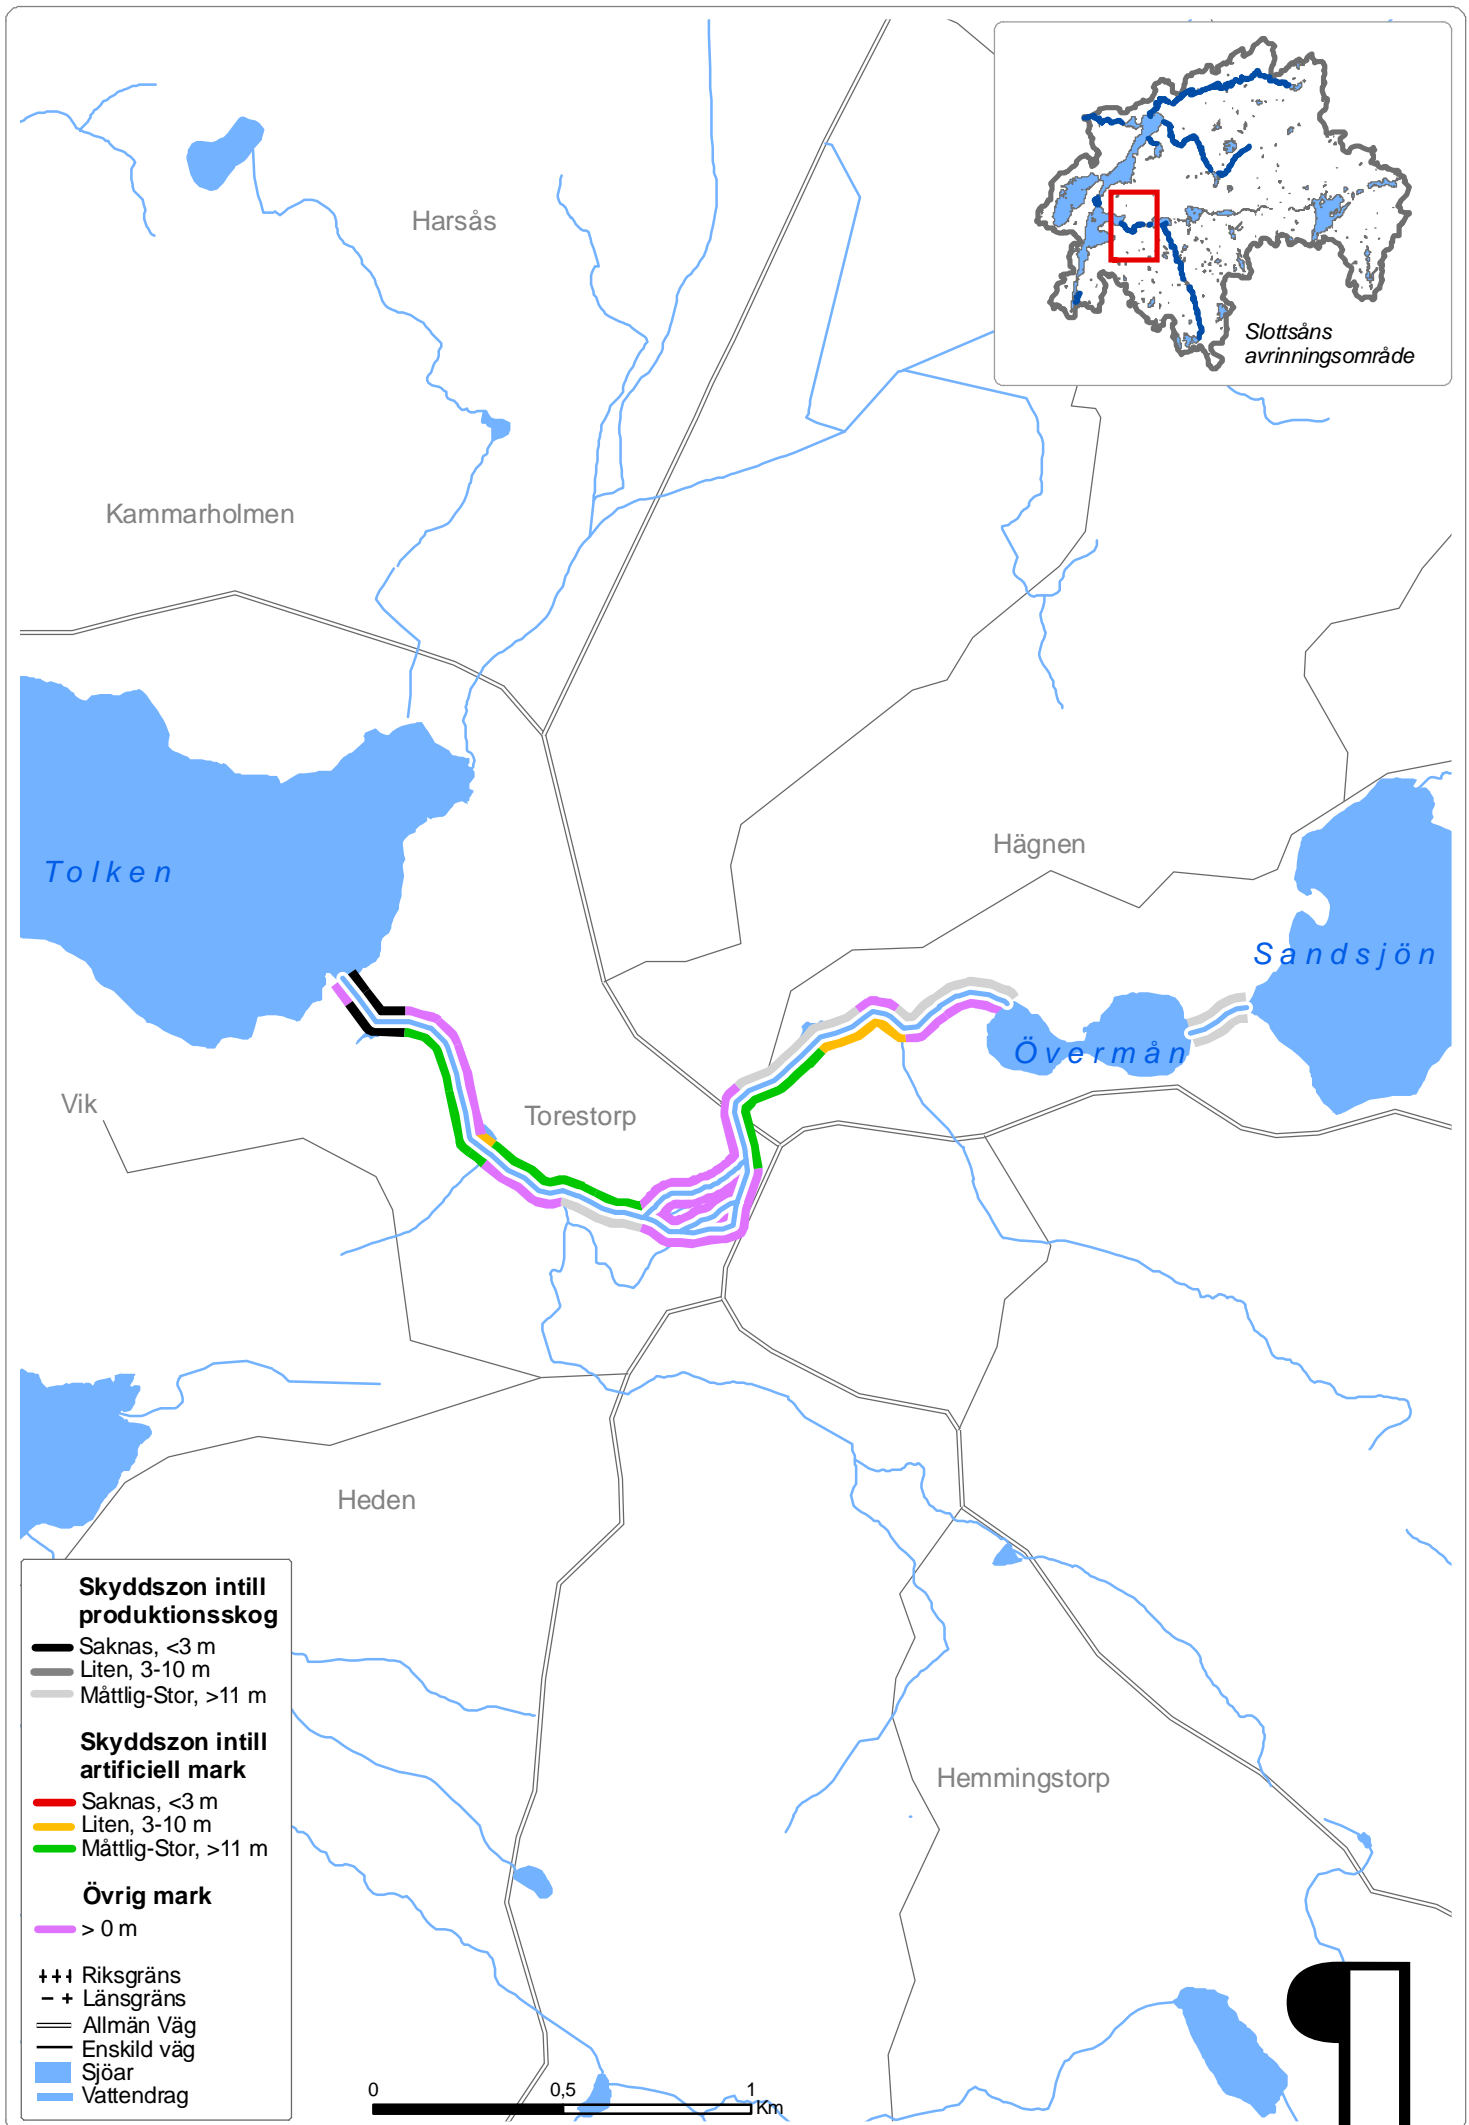 Slottsåns
avrinningsområde
Harsås
Kammarholmen
Hägnen
Tolken
Sandsjön
Övermån
Vik
Torestorp
Heden
Hemmingstorp
Skyddszon intill
produktionsskog
Saknas, <3 m
Liten, 3-10 m
Måttlig-Stor, >11 m
Skyddszon intill
artificiell mark
Saknas, <3 m
Liten, 3-10 m
Måttlig-Stor, >11 m
Övrig mark
> 0 m
Riksgräns
Länsgräns
Allmän Väg
Enskild väg
Sjöar
Vattendrag
0 0,5 1
Km
¶